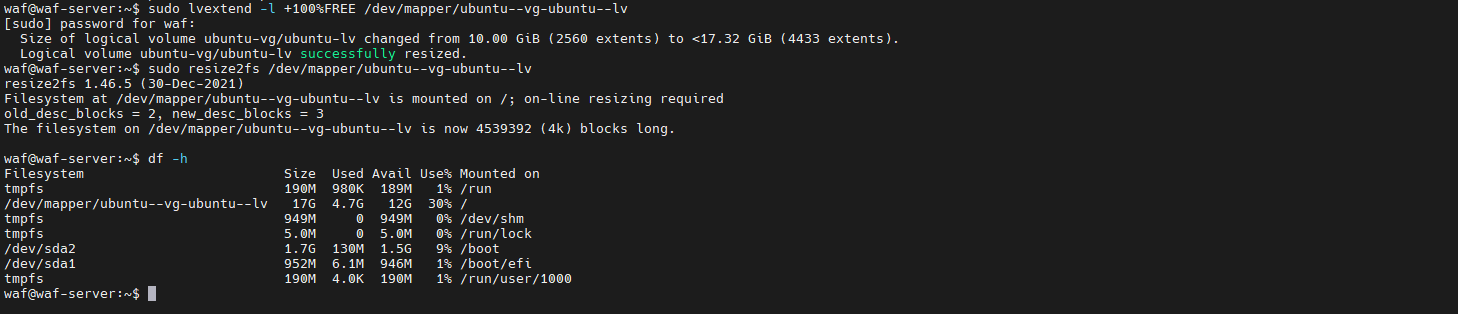 waf@waf-server:~$ sudo lvextend -l +100%FREE /dev/mapper/ubuntu--vg-ubuntu--lv
[sudo] password for waf:
  Size of logical volume ubuntu-vg/ubuntu-lv changed from 10.00 GiB (2560 extents) to <17.32 GiB (4433 extents).
  Logical volume ubuntu-vg/ubuntu-lv successfully resized.
waf@waf-server:~$ sudo resize2fs /dev/mapper/ubuntu--vg-ubuntu--lv
resize2fs 1.46.5 (30-Dec-2021)
Filesystem at /dev/mapper/ubuntu--vg-ubuntu--lv is mounted on /; on-line resizing required
old_desc_blocks = 2, new_desc_blocks = 3
The filesystem on /dev/mapper/ubuntu--vg-ubuntu--lv is now 4539392 (4k) blocks long.

waf@waf-server:~$ df -h
Filesystem                         Size  Used Avail Use% Mounted on
tmpfs                              190M  980K  189M   1% /run
/dev/mapper/ubuntu--vg-ubuntu--lv   17G  4.7G   12G  30% /
tmpfs                              949M     0  949M   0% /dev/shm
tmpfs                              5.0M     0  5.0M   0% /run/lock
/dev/sda2                          1.7G  130M  1.5G   9% /boot
/dev/sda1                          952M  6.1M  946M   1% /boot/efi
tmpfs                              190M  4.0K  190M   1% /run/user/1000
waf@waf-server:~$